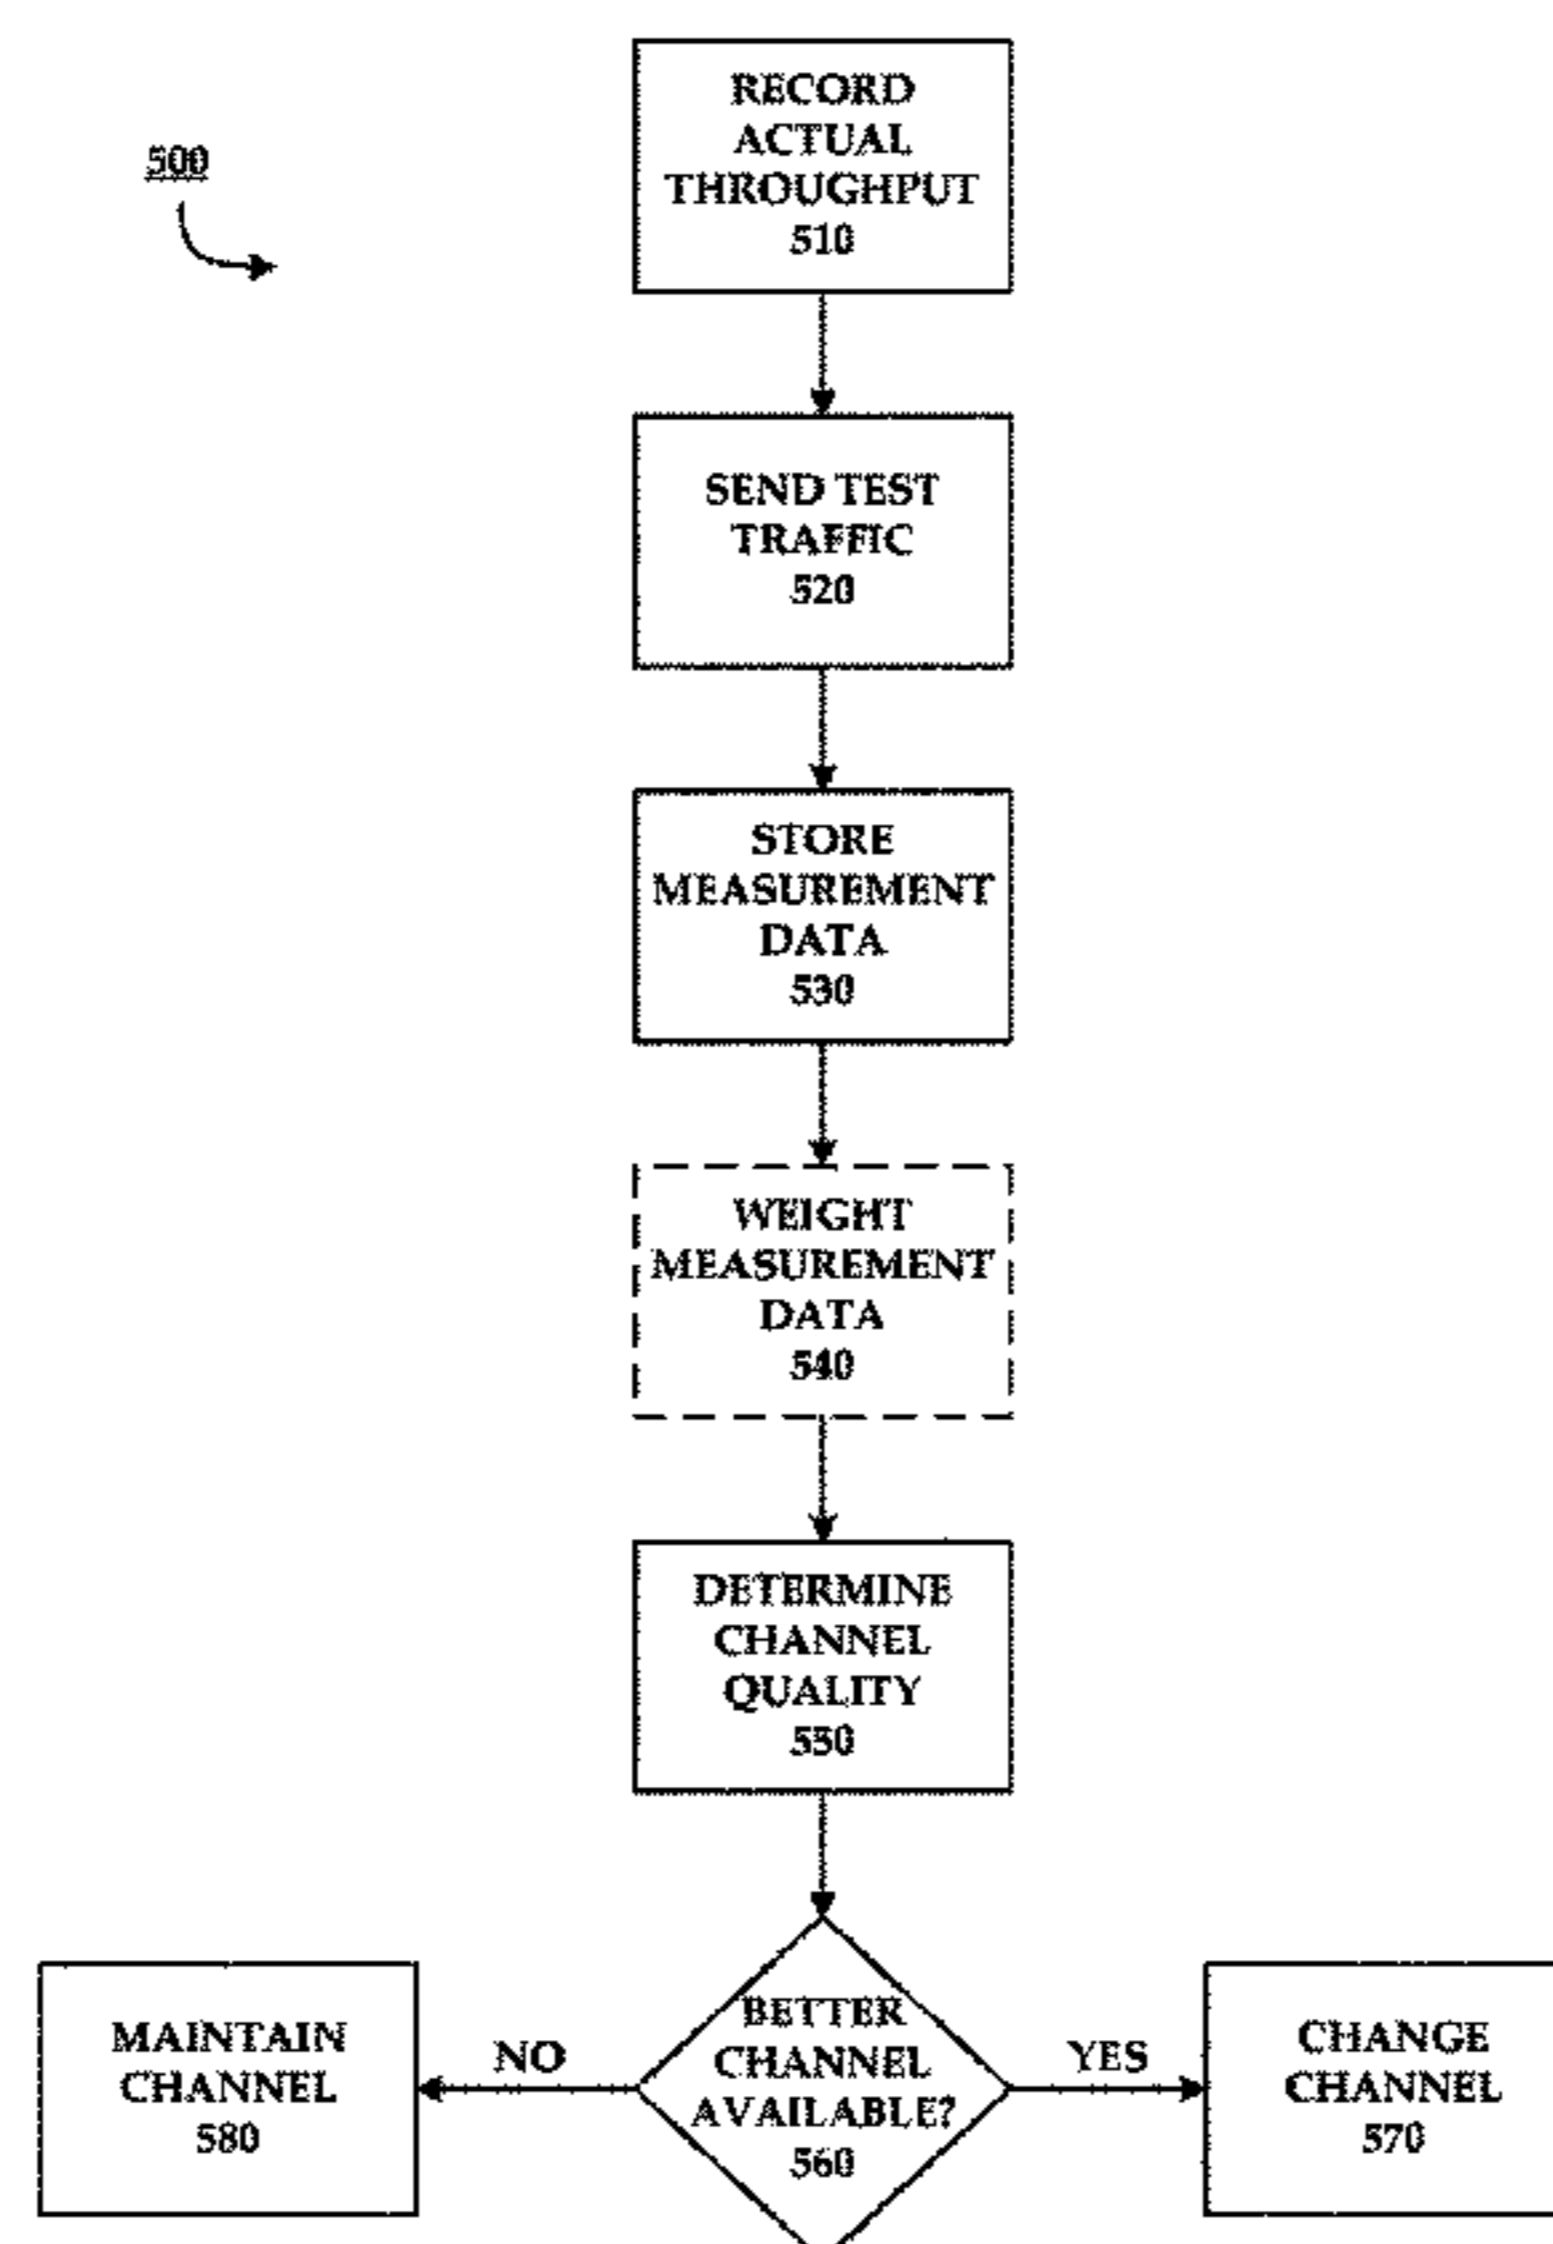 500
RECORD
ACTUAL
THROUGHPUT
510
SEND TEST
TRAFFIC
520
STORE
MEASUREMENT
DATA
530
WEIGHT
MEASUREMENT
DATA
540
DETERMINE
CHANNEL
QUALITY
550
BETTER
CHANNEL
AVAILABLE?
560
NO
YES
MAINTAIN
CHANNEL
580
CHANGE
CHANNEL
570